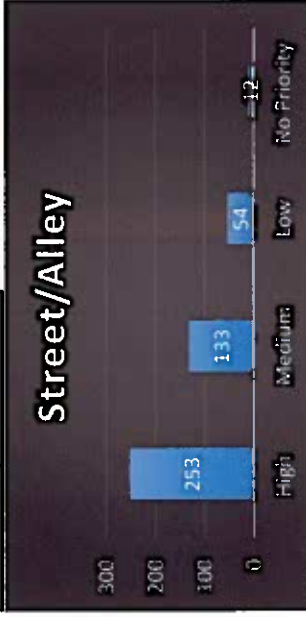 Street/Alley
300
200
100
0
253
133
54
12
High
Medium
Low
No Priority